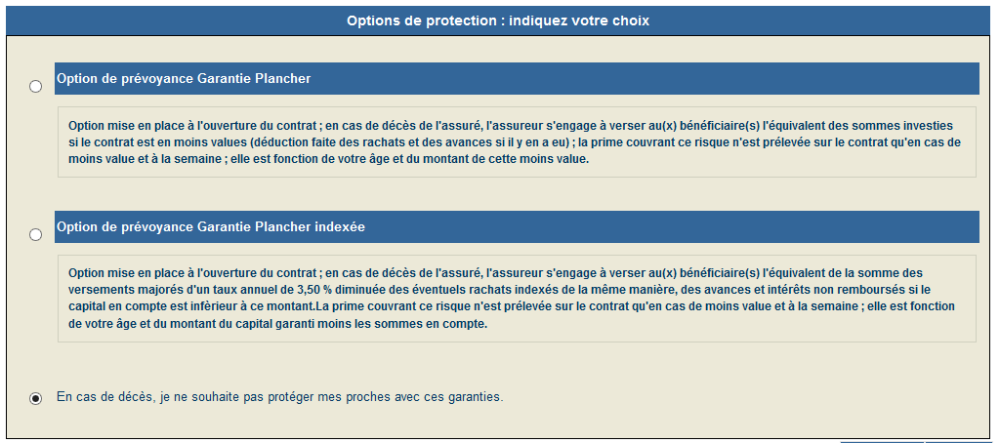 Options de protection : indiquez votre choix
Option de prévoyance Garantie Plancher
Option mise en place à l'ouverture du contrat ; en cas de décès de l'assuré, l'assureur s'engage à verser au(x) bénéficiaire(s) l'équivalent des sommes investies
si le contrat est en moins values (déduction faite des rachats et des avances si il y en a eu) ; la prime couvrant ce risque n'est prélevée sur le contrat qu'en cas de
moins value et à la semaine ; elle est fonction de votre âge et du montant de cette moins value.
Option de prévoyance Garantie Plancher indexée
Option mise en place à l'ouverture du contrat ; en cas de décès de l'assuré, l'assureur s'engage à verser au(x) bénéficiaire(s) l'équivalent de la somme des
versements majorés d'un taux annuel de 3,50 % diminuée des éventuels rachats indexés de la même manière, des avances et intérêts non remboursés si le
capital en compte est infèrieur à ce montant.La prime couvrant ce risque n'est prélevée sur le contrat qu'en cas de moins value et à la semaine ; elle est fonction
de votre âge et du montant du capital garanti moins les sommes en compte.
En cas de décès, je ne souhaite pas protéger mes proches avec ces garanties.